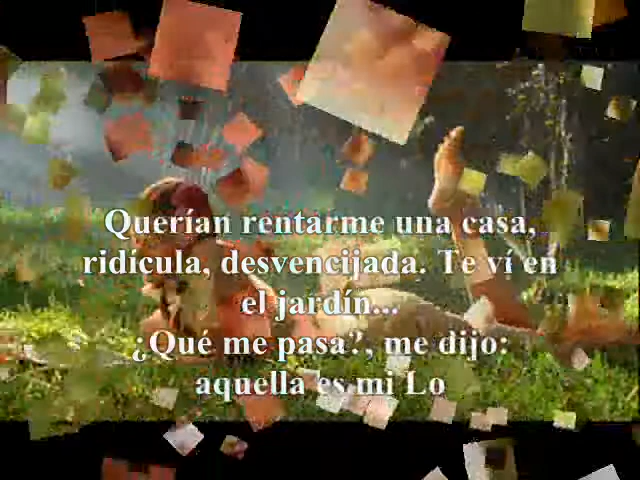 Querían rentarme una casa,
ridícula, desvencijada. Te ví en
el jardín...
¿Qué me pasa?, me dijo:
aquella es mi Lo